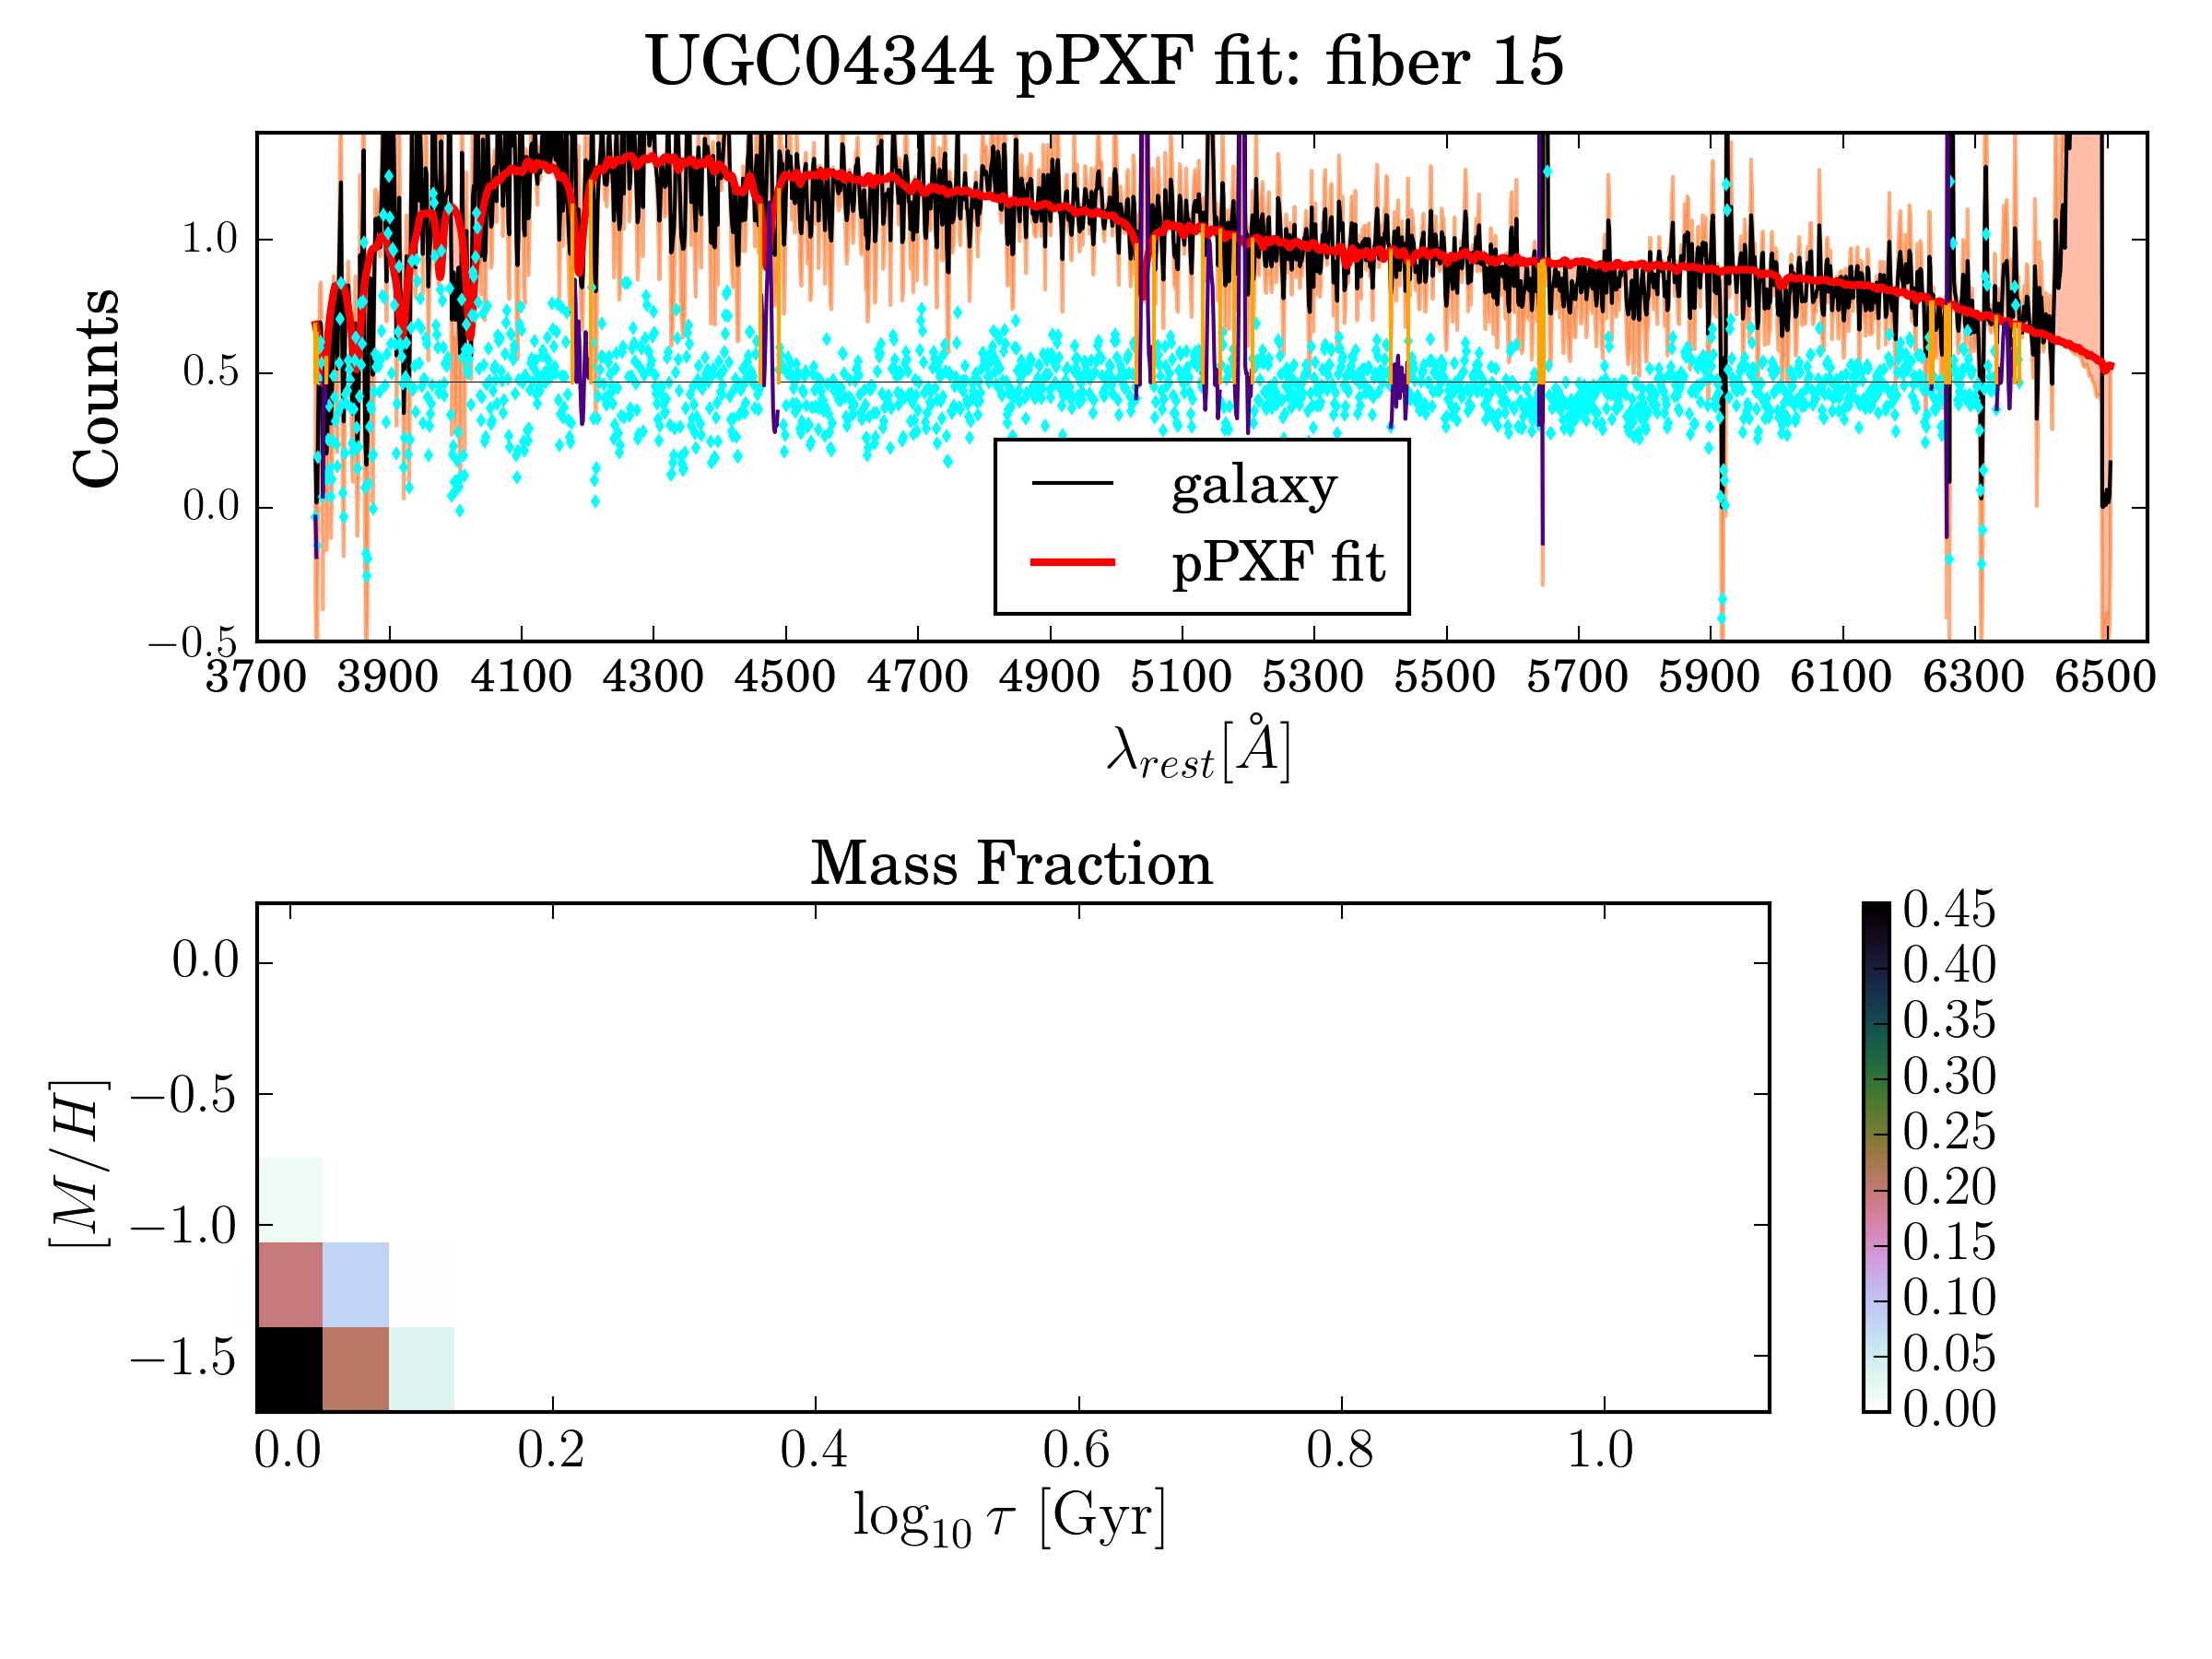 UGC04344 pPXF fit: fiber 15
Counts
1.0
0.5
0.0
−0.5
galaxy
pPXF fit
3700 3900 4100 4300 4500 4700 4900 5100 5300 5500 5700 5900 6100 6300 6500
λrest[Å]
Mass Fraction
[M/H]
0.0
−0.5
−1.0
−1.5
0.0 0.2 0.4 0.6 0.8 1.0
log10 τ [Gyr]
0.45
0.40
0.35
0.30
0.25
0.20
0.15
0.10
0.05
0.00